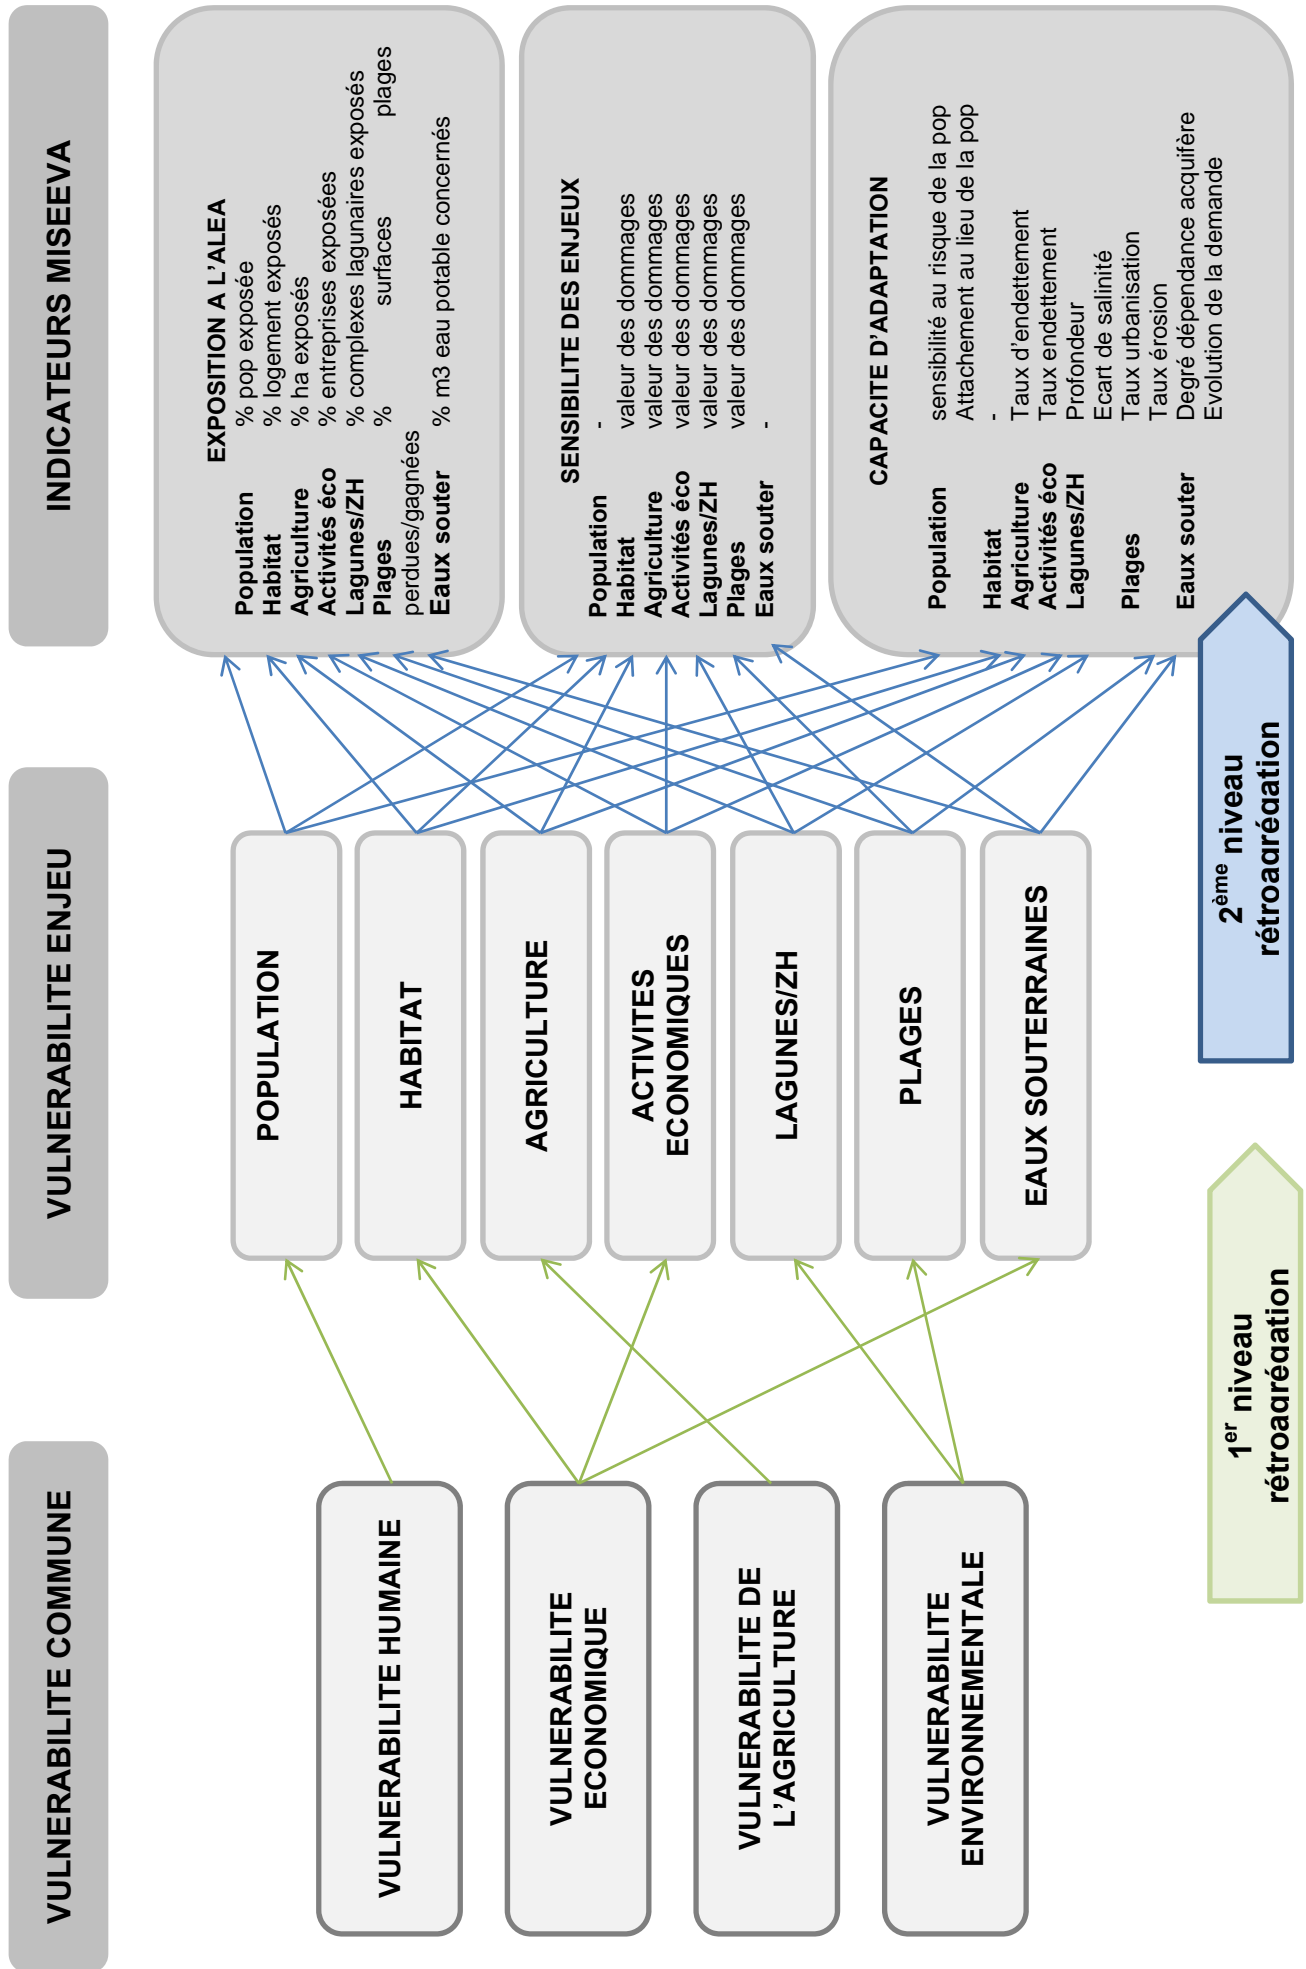 VULNERABILITE COMMUNE
VULNERABILITE ENJEU
INDICATEURS MISEEVA
VULNERABILITE HUMAINE
VULNERABILITE
ECONOMIQUE
VULNERABILITE DE
L'AGRICULTURE
VULNERABILITE
ENVIRONNEMENTALE
POPULATION
HABITAT
AGRICULTURE
ACTIVITES
ECONOMIQUES
LAGUNES/ZH
PLAGES
EAUX SOUTERRAINES
EXPOSITION A L'ALEA
Population % pop exposée
Habitat % logement exposés
Agriculture % ha exposés
Activités éco % entreprises exposées
Lagunes/ZH % complexes lagunaires exposés
Plages % surfaces plages
perdues/gagnées
Eaux souter % m3 eau potable concernés
SENSIBILITE DES ENJEUX
Population -
Habitat valeur des dommages
Agriculture valeur des dommages
Activités éco valeur des dommages
Lagunes/ZH valeur des dommages
Plages valeur des dommages
Eaux souter -
CAPACITE D'ADAPTATION
Population sensibilité au risque de la pop
Attachement au lieu de la pop
Habitat -
Agriculture Taux d'endettement
Activités éco Taux endettement
Lagunes/ZH Profondeur
Ecart de salinité
Plages Taux urbanisation
Taux érosion
Eaux souter Degré dépendance acquifère
Evolution de la demande
1er niveau
rétroagrégation
2ème niveau
rétroagrégation